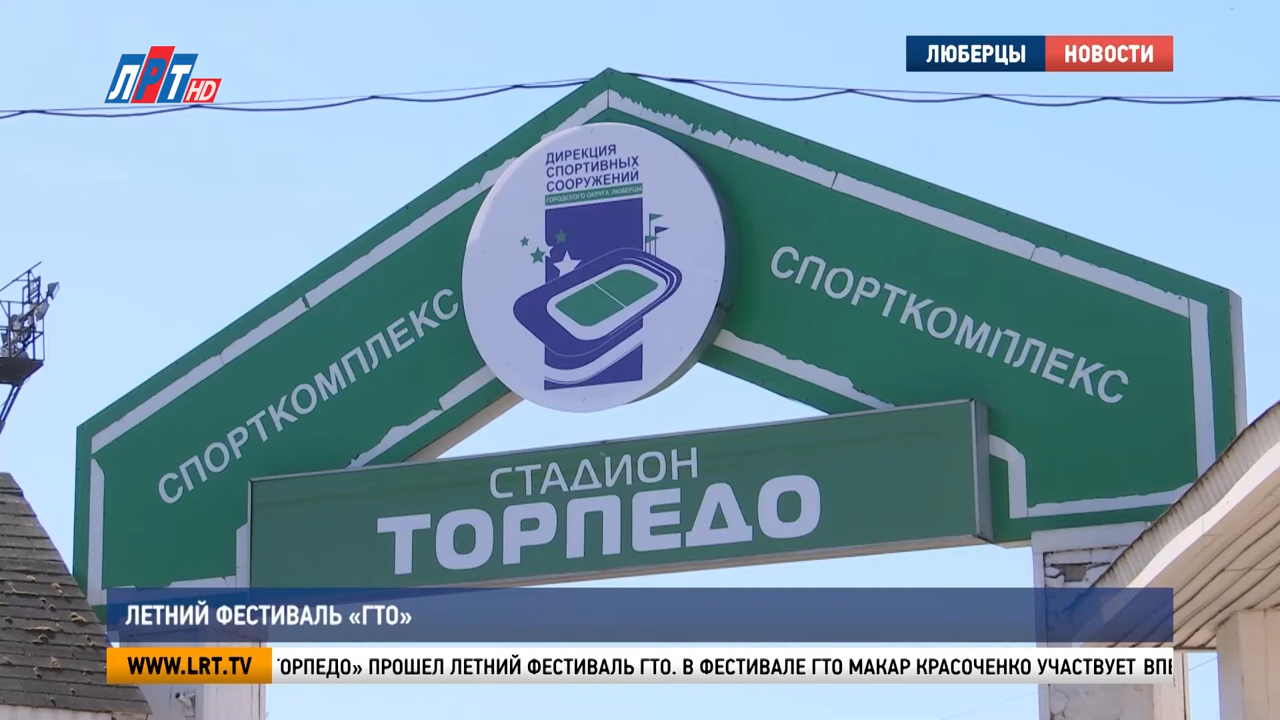 ЛРТ HD
ЛЮБЕРЦЫ НОВОСТИ
ДИРЕКЦИЯ
СПОРТИВНЫХ
СООРУЖЕНИЙ
ГОРОДСКОГО ОКРУГА ЛЮБЕРЦЫ
СПОРТКОМПЛЕКС
СПОРТКОМПЛЕКС
СТАДИОН
ТОРПЕДО
ЛЕТНИЙ ФЕСТИВАЛЬ «ГТО»
WWW.LRT.TV ТОРПЕДО» ПРОШЕЛ ЛЕТНИЙ ФЕСТИВАЛЬ ГТО. В ФЕСТИВАЛЕ ГТО МАКАР КРАСОЧЕНКО УЧАСТВУЕТ